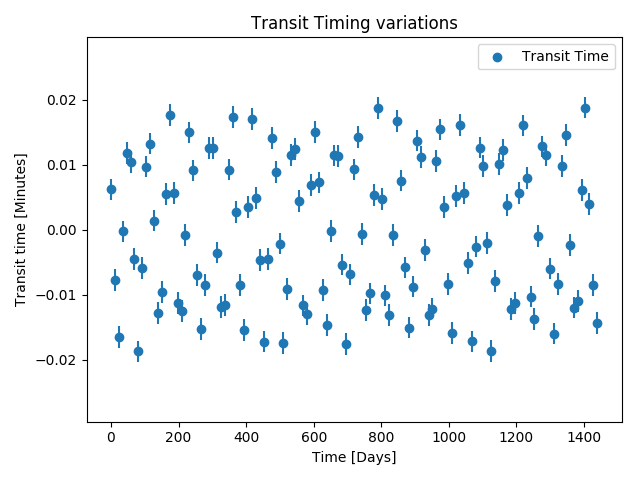 Transit Timing variations
Transit Time
0.02
0.01
0.00
−0.01
−0.02
Transit time [Minutes]
0 200 400 600 800 1000 1200 1400
Time [Days]